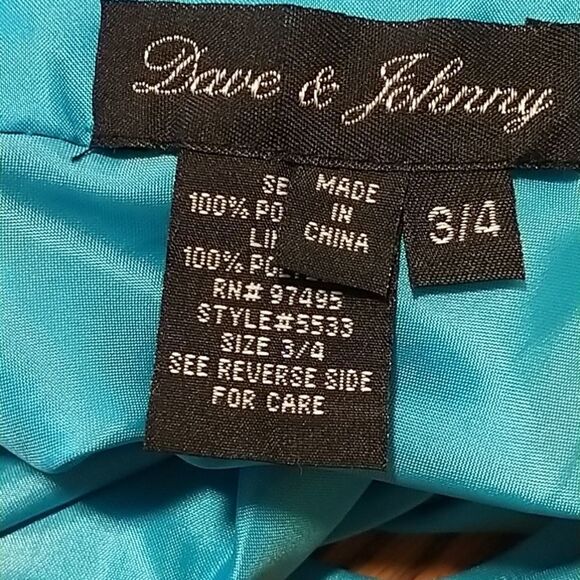 Dave & Johnny
MADE
IN
CHINA
3/4
SE
100% PO
LI
100% POL
RN# 97495
STYLE#5533
SIZE 3/4
SEE REVERSE SIDE
FOR CARE